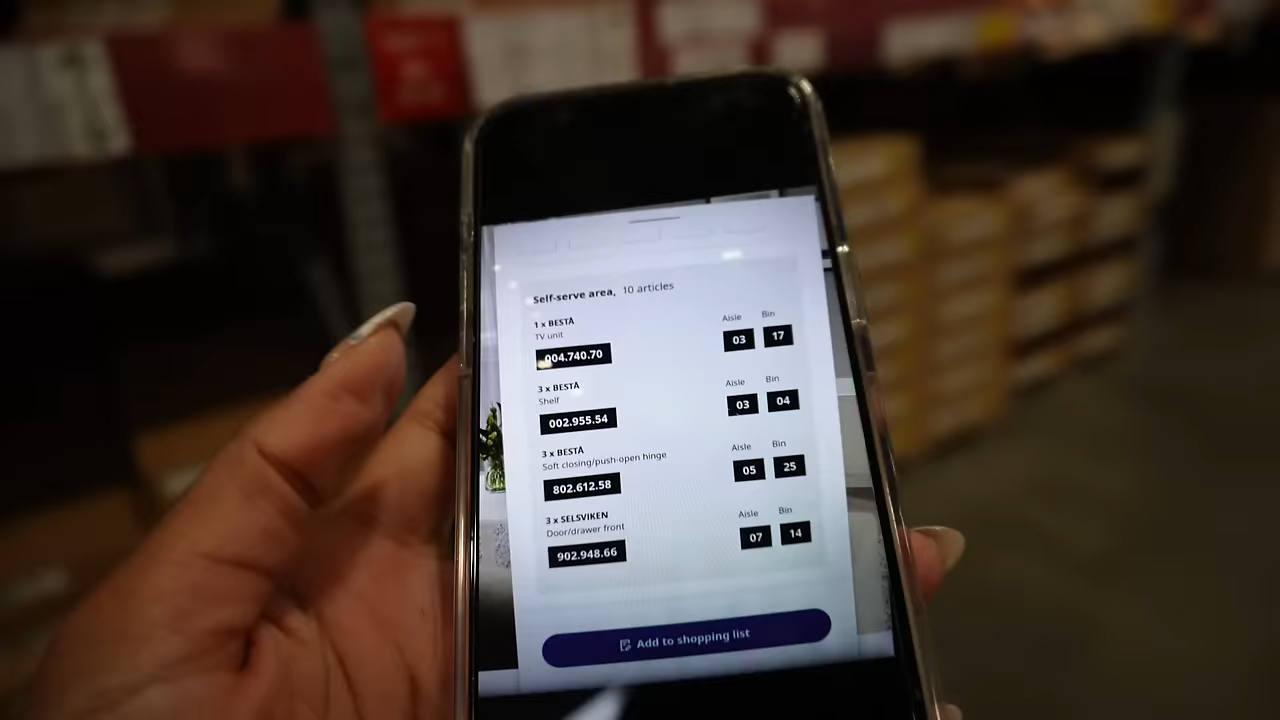 Self-serve area, 10 articles
1 x BESTÅ
TV unit
004.740.70
Aisle Bin
03 17
3 x BESTÅ
Shelf
002.955.54
Aisle Bin
03 04
3 x BESTÅ
Soft closing/push-open hinge
802.612.58
Aisle Bin
05 25
3 x SELSVIKEN
Door/drawer front
902.948.66
Aisle Bin
07 14
Add to shopping list